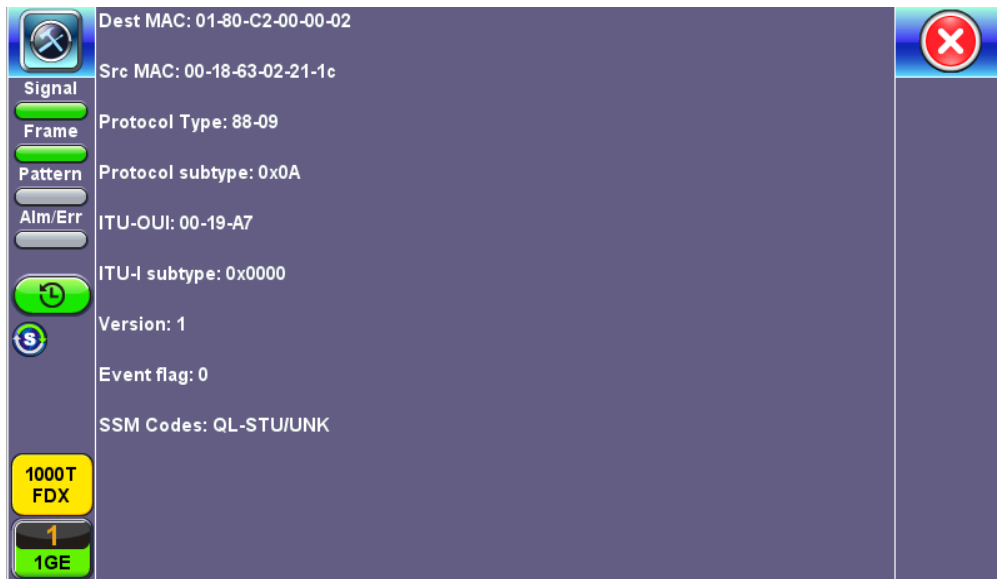 Dest MAC: 01-80-C2-00-00-02
Src MAC: 00-18-63-02-21-1c
Signal
Protocol Type: 88-09
Frame
Protocol subtype: 0x0A
Pattern
ITU-OUI: 00-19-A7
Alm/Err
ITU-I subtype: 0x0000
Version: 1
S
Event flag: 0
SSM Codes: QL-STU/UNK
1000T
FDX
1
1GE